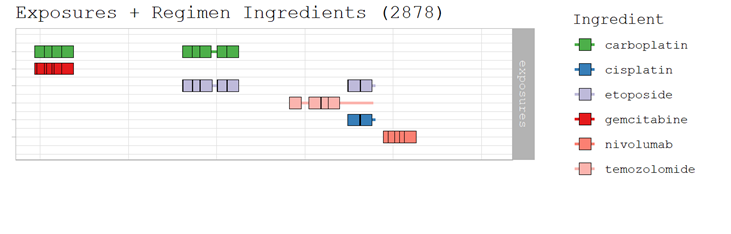 Exposures + Regimen Ingredients (2878)
exposures
Ingredient
carboplatin
cisplatin
etoposide
gemcitabine
nivolumab
temozolomide